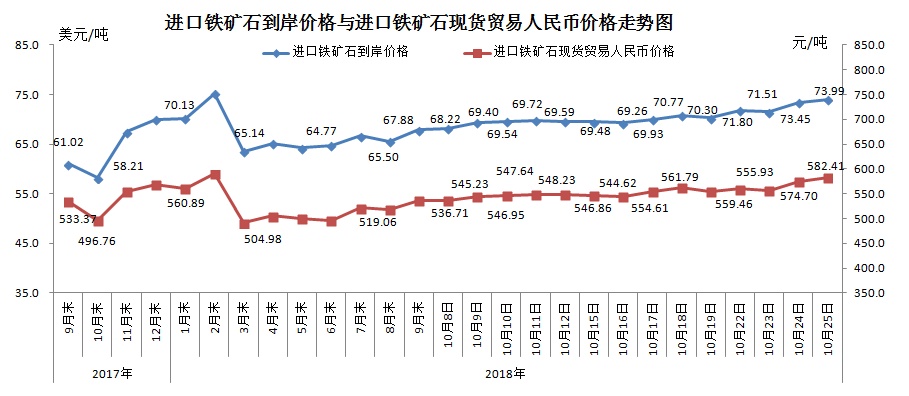 进口铁矿石到岸价格与进口铁矿石现货贸易人民币价格走势图
美元/吨
元/吨
进口铁矿石到岸价格
进口铁矿石现货贸易人民币价格
85.0
75.0
65.0
55.0
45.0
35.0
850.0
800.0
750.0
700.0
650.0
600.0
550.0
500.0
450.0
400.0
350.0
61.02
58.21
70.13
65.14
64.77
65.50
67.88
68.22
69.40
69.54
69.72
69.59
69.48
69.26
69.93
70.77
70.30
71.80
71.51
73.45
73.99
533.37
496.76
560.89
504.98
519.06
536.71
545.23
546.95
547.64
548.23
546.86
544.62
554.61
561.79
559.46
555.93
574.70
582.41
9月末
10月末
11月末
12月末
1月末
2月末
3月末
4月末
5月末
6月末
7月末
8月末
9月末
10月8日
10月9日
10月10日
10月11日
10月12日
10月15日
10月16日
10月17日
10月18日
10月19日
10月22日
10月23日
10月24日
10月25日
2017年
2018年